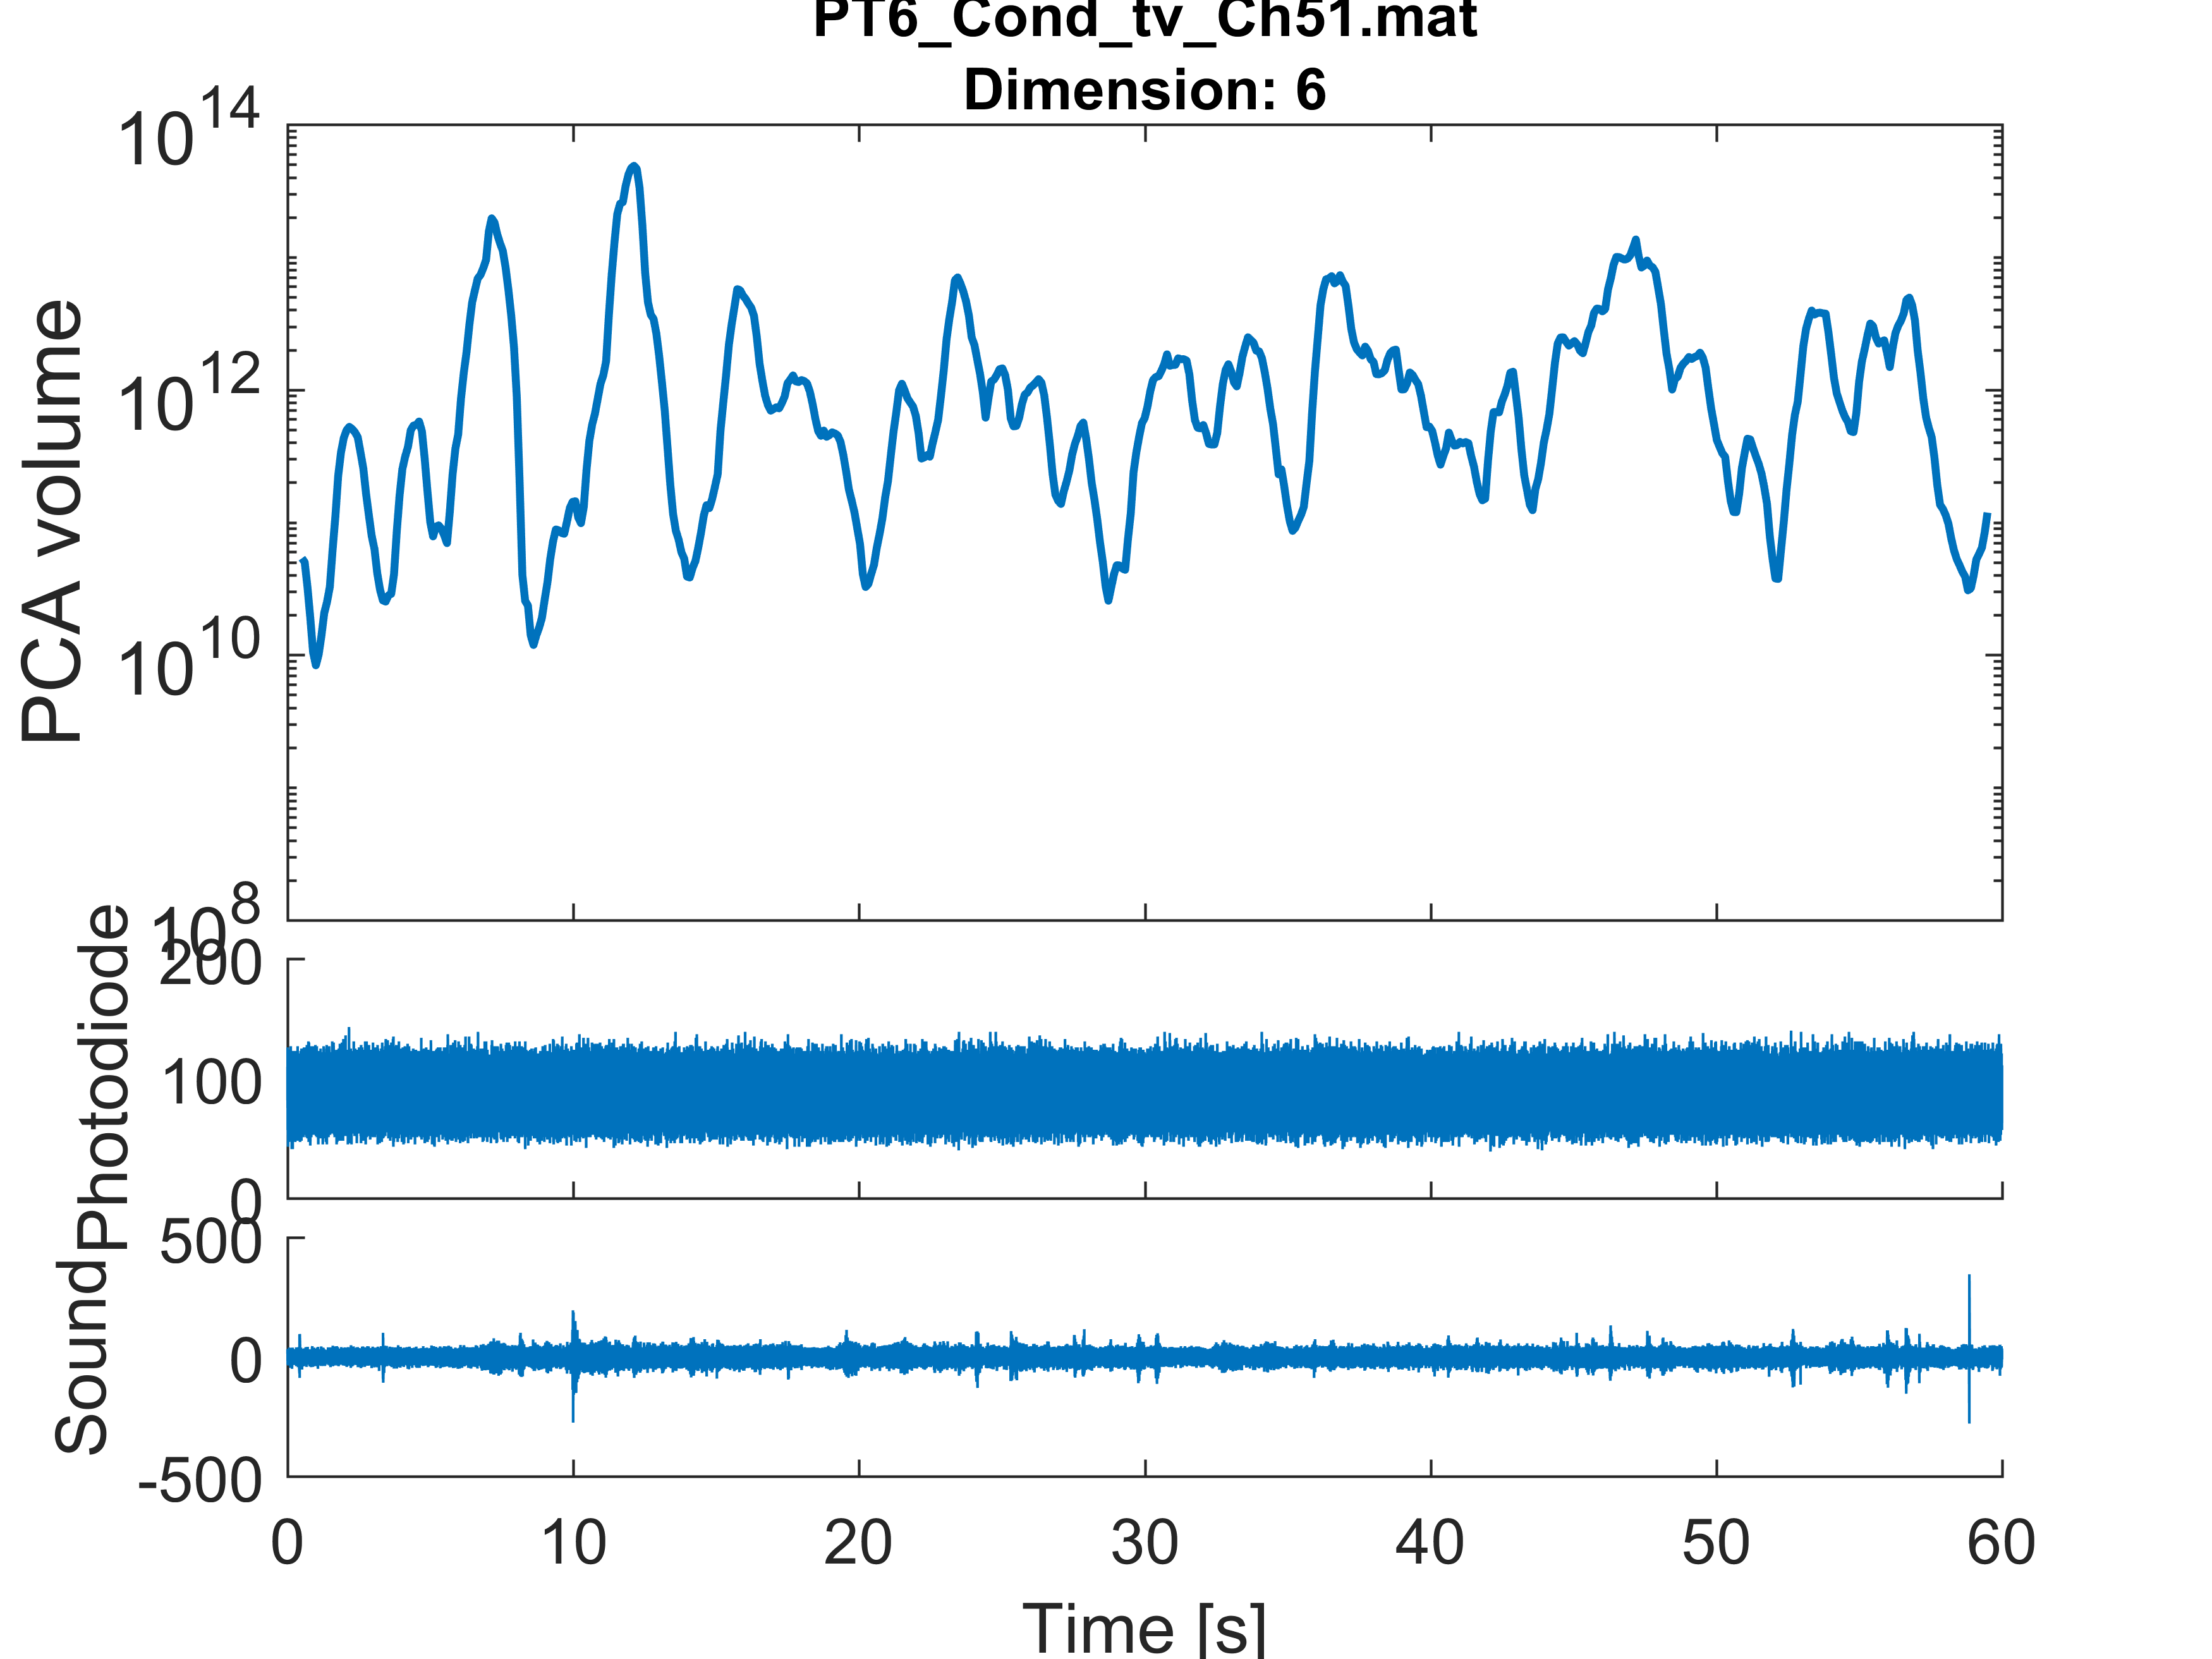 PT6_Cond_tv_Ch51.mat
Dimension: 6
PCA volume
10^14
10^12
10^10
10^8
Photodiode
200
100
0
Sound
500
0
-500
0 10 20 30 40 50 60
Time [s]